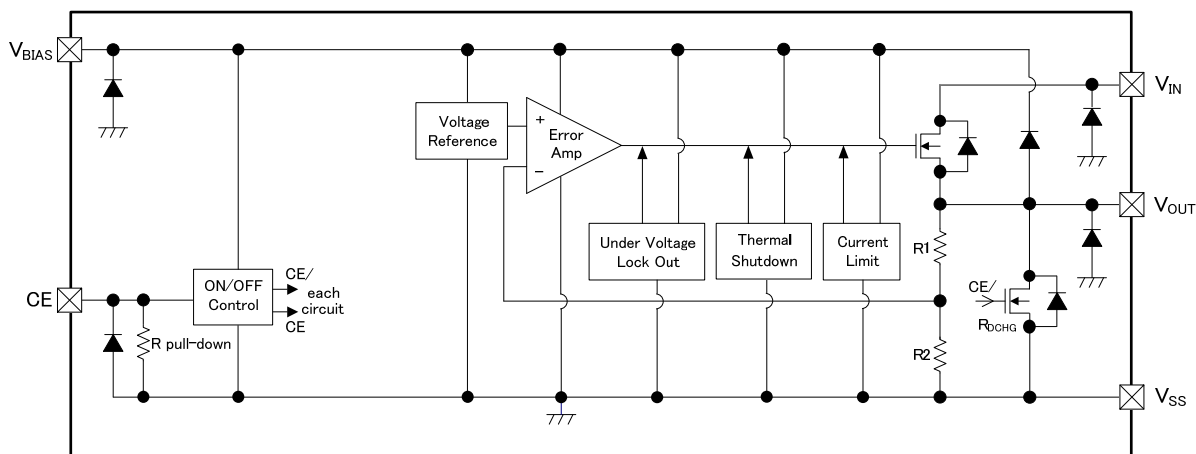 VBIAS
VIN
Voltage
Reference
+
Error
Amp
−
VOUT
Under Voltage
Lock Out
Thermal
Shutdown
Current
Limit
R1
CE
ON/OFF
Control
CE/
each
circuit
CE
CE/
RDCHG
R pull-down
R2
VSS